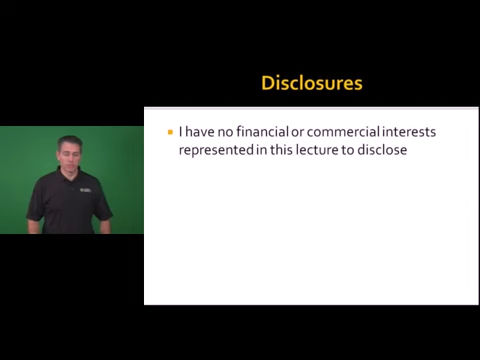 Disclosures
I have no financial or commercial interests
represented in this lecture to disclose